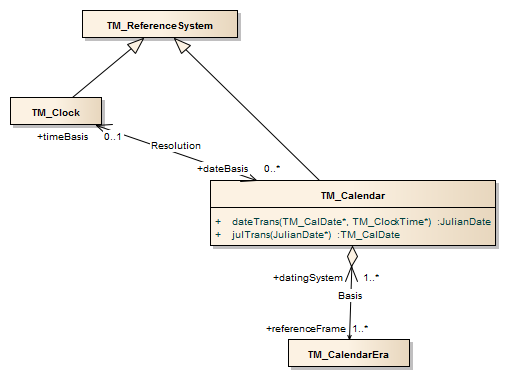 TM_ReferenceSystem
TM_Clock
+timeBasis 0..1
Resolution
+dateBasis 0..*
TM_Calendar
+ dateTrans(TM_CalDate*, TM_ClockTime*) :JulianDate
+ julTrans(JulianDate*) :TM_CalDate
+datingSystem 1..*
Basis
+referenceFrame 1..*
TM_CalendarEra